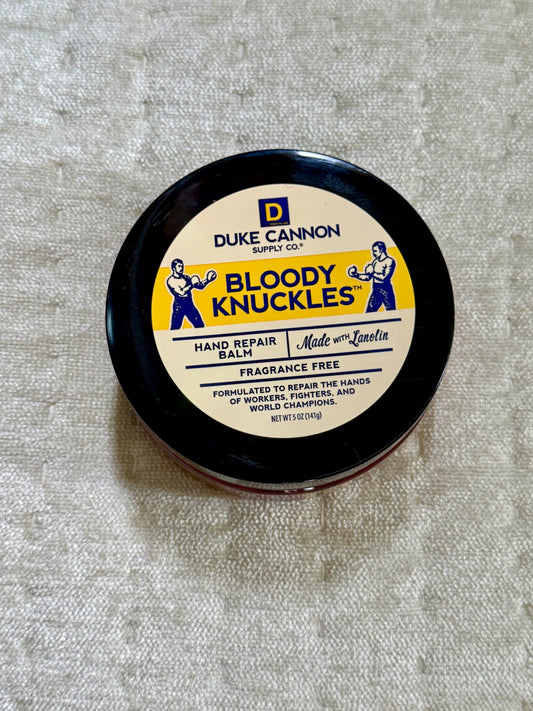 D
DUKE CANNON
SUPPLY CO.®
BLOODY
KNUCKLES™
HAND REPAIR
BALM
Made WITH Lanolin
FRAGRANCE FREE
FORMULATED TO REPAIR THE HANDS
OF WORKERS, FIGHTERS, AND
WORLD CHAMPIONS.
NET WT 5 OZ (141g)